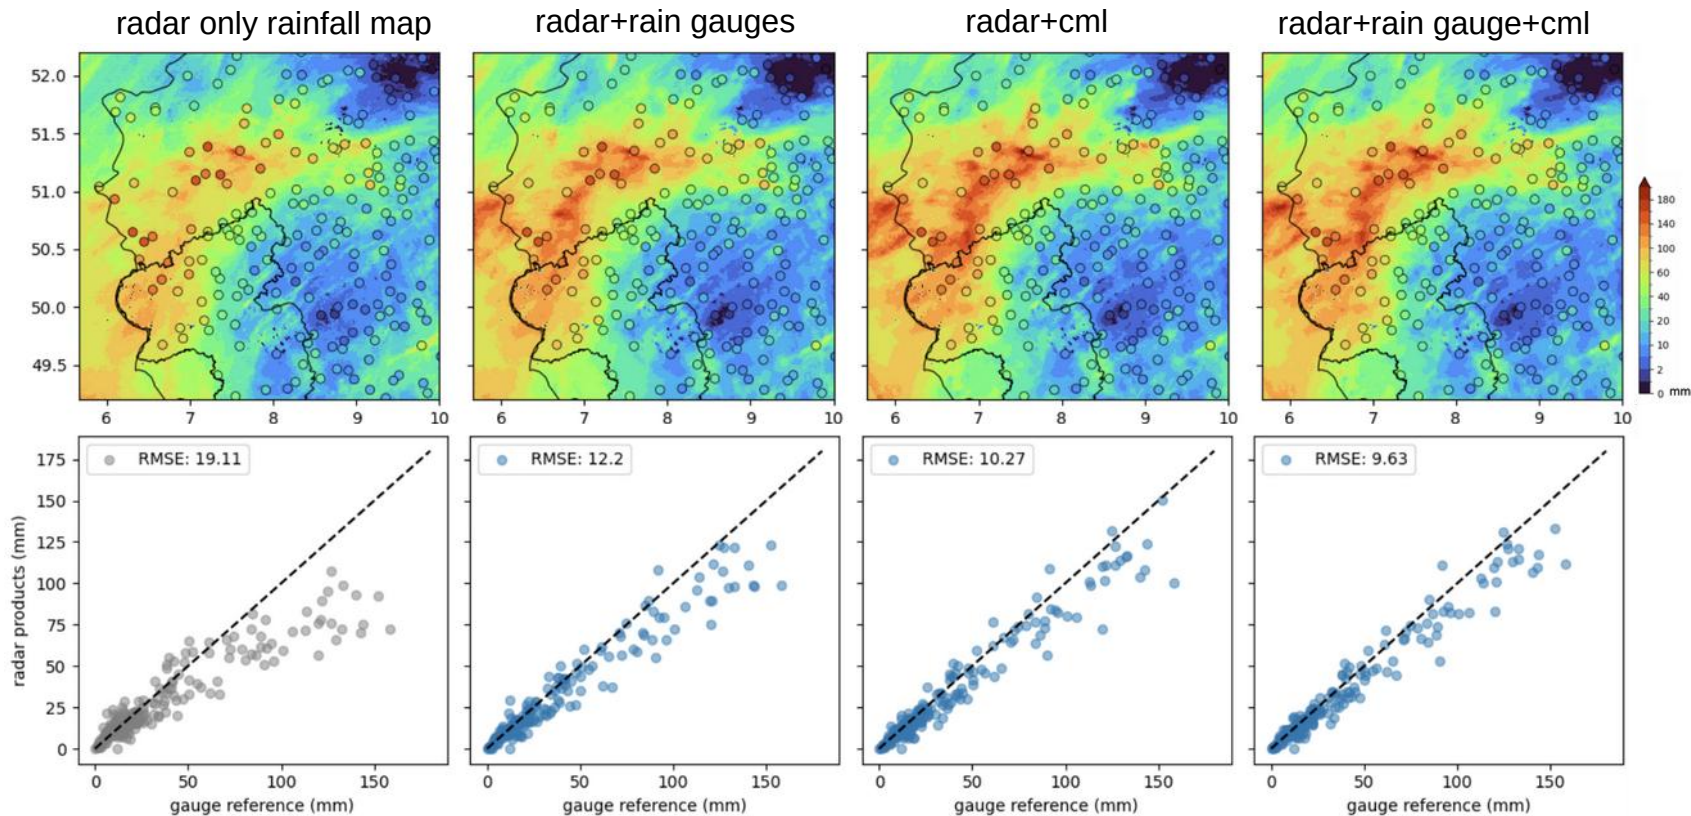 radar only rainfall map
radar+rain gauges
radar+cml
radar+rain gauge+cml
52.0
51.5
51.0
50.5
50.0
49.5
6 7 8 9 10
6 7 8 9 10
6 7 8 9 10
6 7 8 9 10
180
140
100
60
40
20
10
2
0 mm
RMSE: 19.11
RMSE: 12.2
RMSE: 10.27
RMSE: 9.63
radar products (mm)
175
150
125
100
75
50
25
0
0 50 100 150
0 50 100 150
0 50 100 150
0 50 100 150
gauge reference (mm)
gauge reference (mm)
gauge reference (mm)
gauge reference (mm)